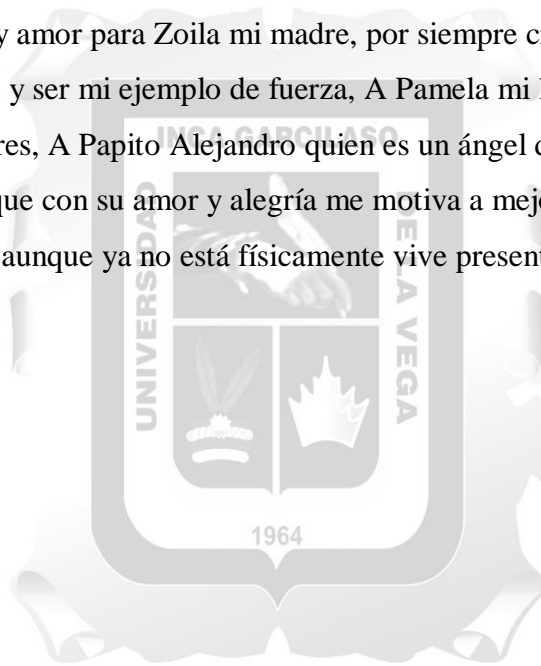 y amor para Zoila mi madre, por siempre
y ser mi ejemplo de fuerza, A Pamela mi
res, A Papito Alejandro quien es un ángel
que con su amor y alegría me motiva a
aunque ya no está físicamente vive
INCA GARCILASO
UNIVERSIDAD
DE LA VEGA
1964